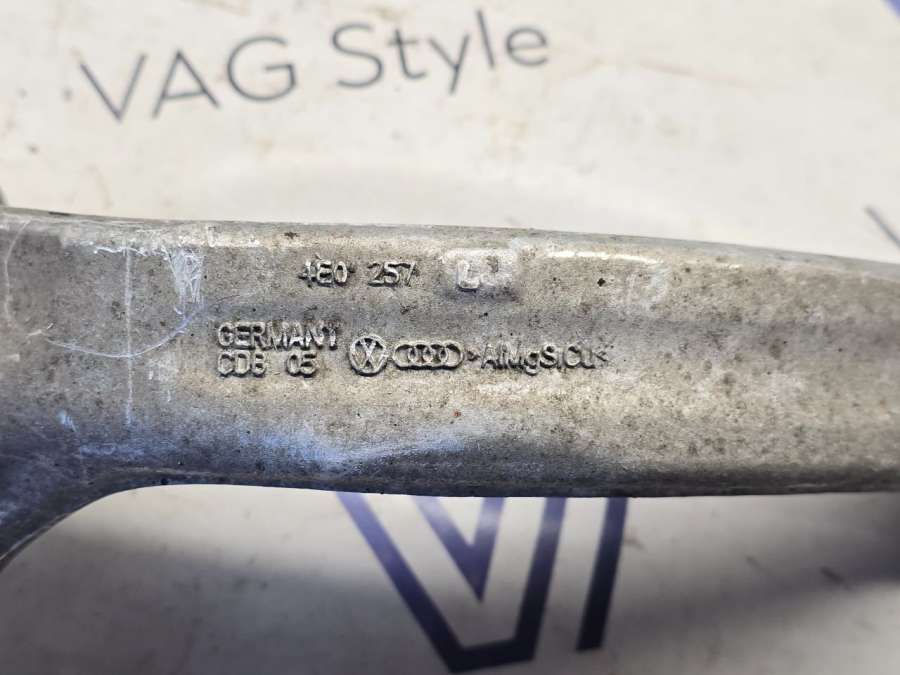 VAG Style
4E0 257
GERMANY
CDB 05 >AlMgSiCu<